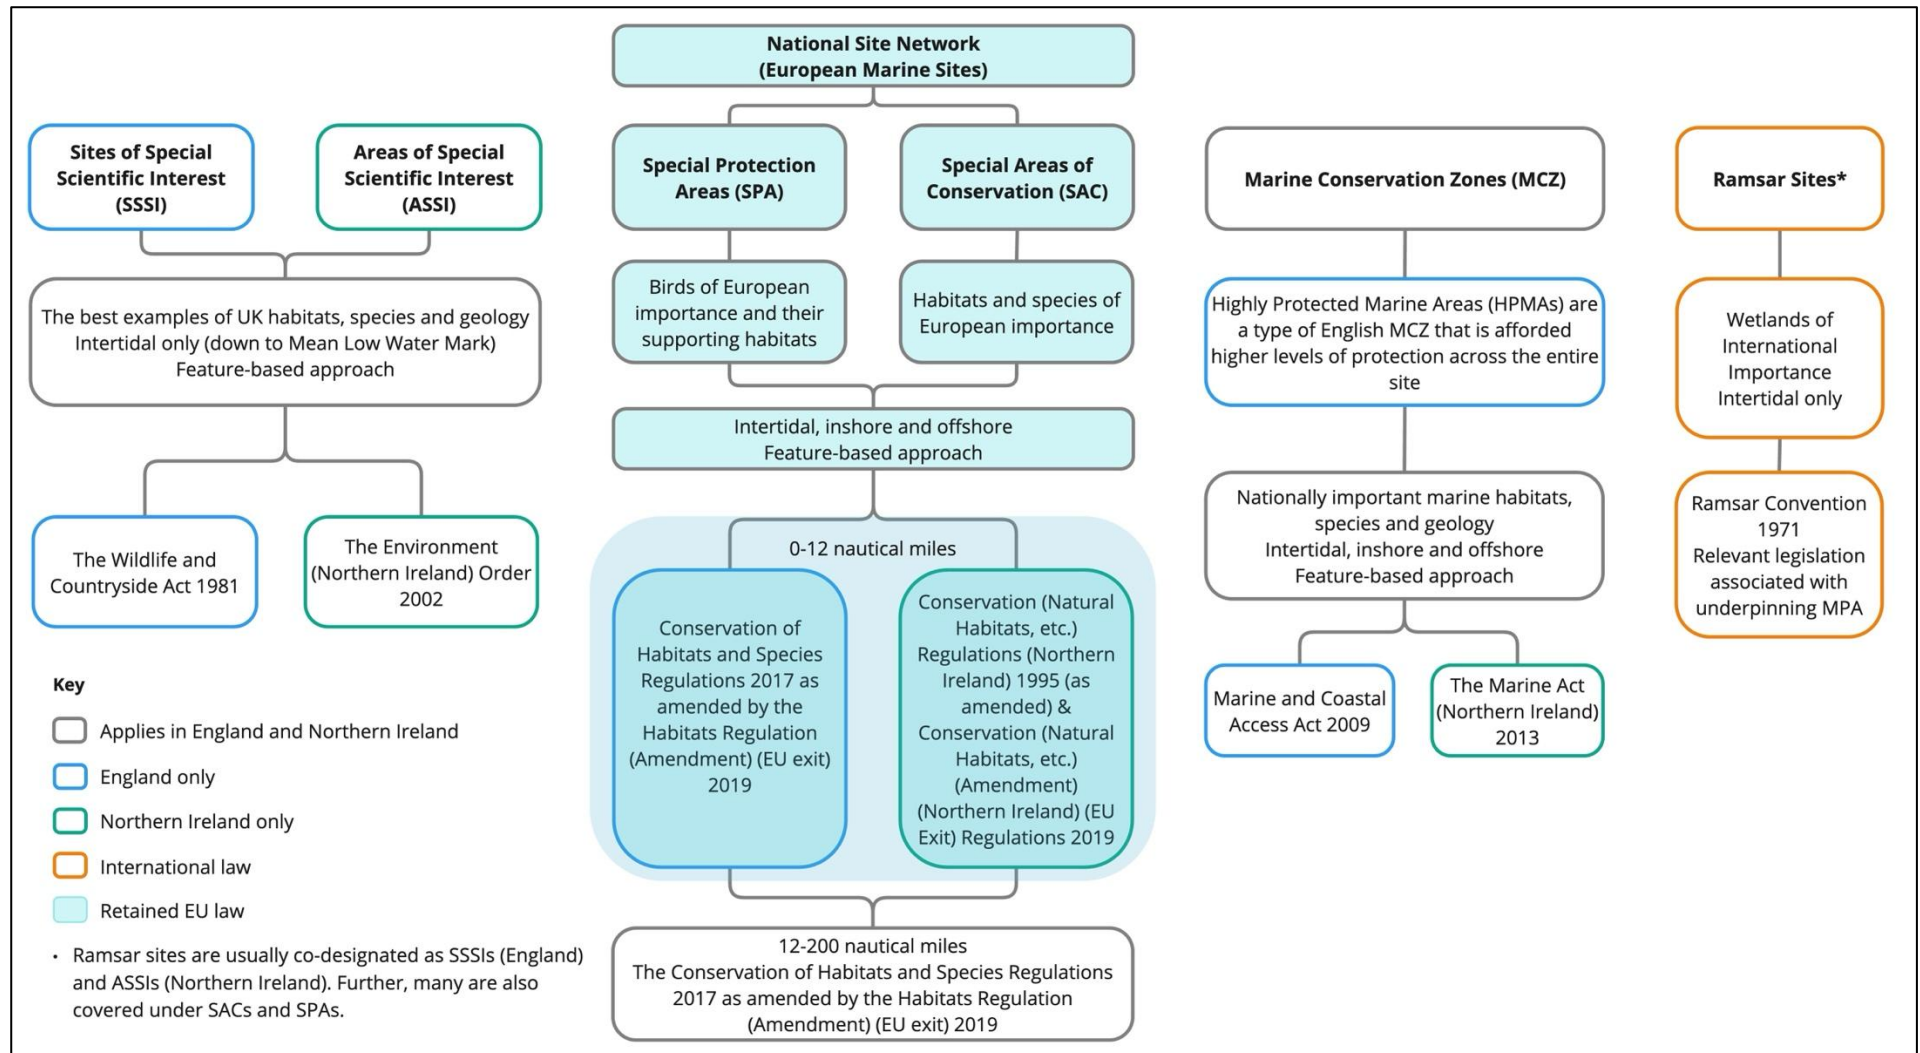 National Site Network
(European Marine Sites)
Sites of Special
Scientific Interest
(SSSI)
Areas of Special
Scientific Interest
(ASSI)
The best examples of UK habitats, species and geology
Intertidal only (down to Mean Low Water Mark)
Feature-based approach
The Wildlife and
Countryside Act 1981
The Environment
(Northern Ireland) Order
2002
Special Protection
Areas (SPA)
Special Areas of
Conservation (SAC)
Birds of European
importance and their
supporting habitats
Habitats and species of
European importance
Intertidal, inshore and offshore
Feature-based approach
0-12 nautical miles
Conservation of
Habitats and Species
Regulations 2017 as
amended by the
Habitats Regulation
(Amendment) (EU exit)
2019
Conservation (Natural
Habitats, etc.)
Regulations (Northern
Ireland) 1995 (as
amended) &
Conservation (Natural
Habitats, etc.)
(Amendment)
(Northern Ireland) (EU
Exit) Regulations 2019
12-200 nautical miles
The Conservation of Habitats and Species Regulations
2017 as amended by the Habitats Regulation
(Amendment) (EU exit) 2019
Marine Conservation Zones (MCZ)
Highly Protected Marine Areas (HPMAs) are
a type of English MCZ that is afforded
higher levels of protection across the entire
site
Nationally important marine habitats,
species and geology
Intertidal, inshore and offshore
Feature-based approach
Marine and Coastal
Access Act 2009
The Marine Act
(Northern Ireland)
2013
Ramsar Sites*
Wetlands of
International
Importance
Intertidal only
Ramsar Convention
1971
Relevant legislation
associated with
underpinning MPA
Key
Applies in England and Northern Ireland
England only
Northern Ireland only
International law
Retained EU law
• Ramsar sites are usually co-designated as SSSIs (England)
and ASSIs (Northern Ireland). Further, many are also
covered under SACs and SPAs.